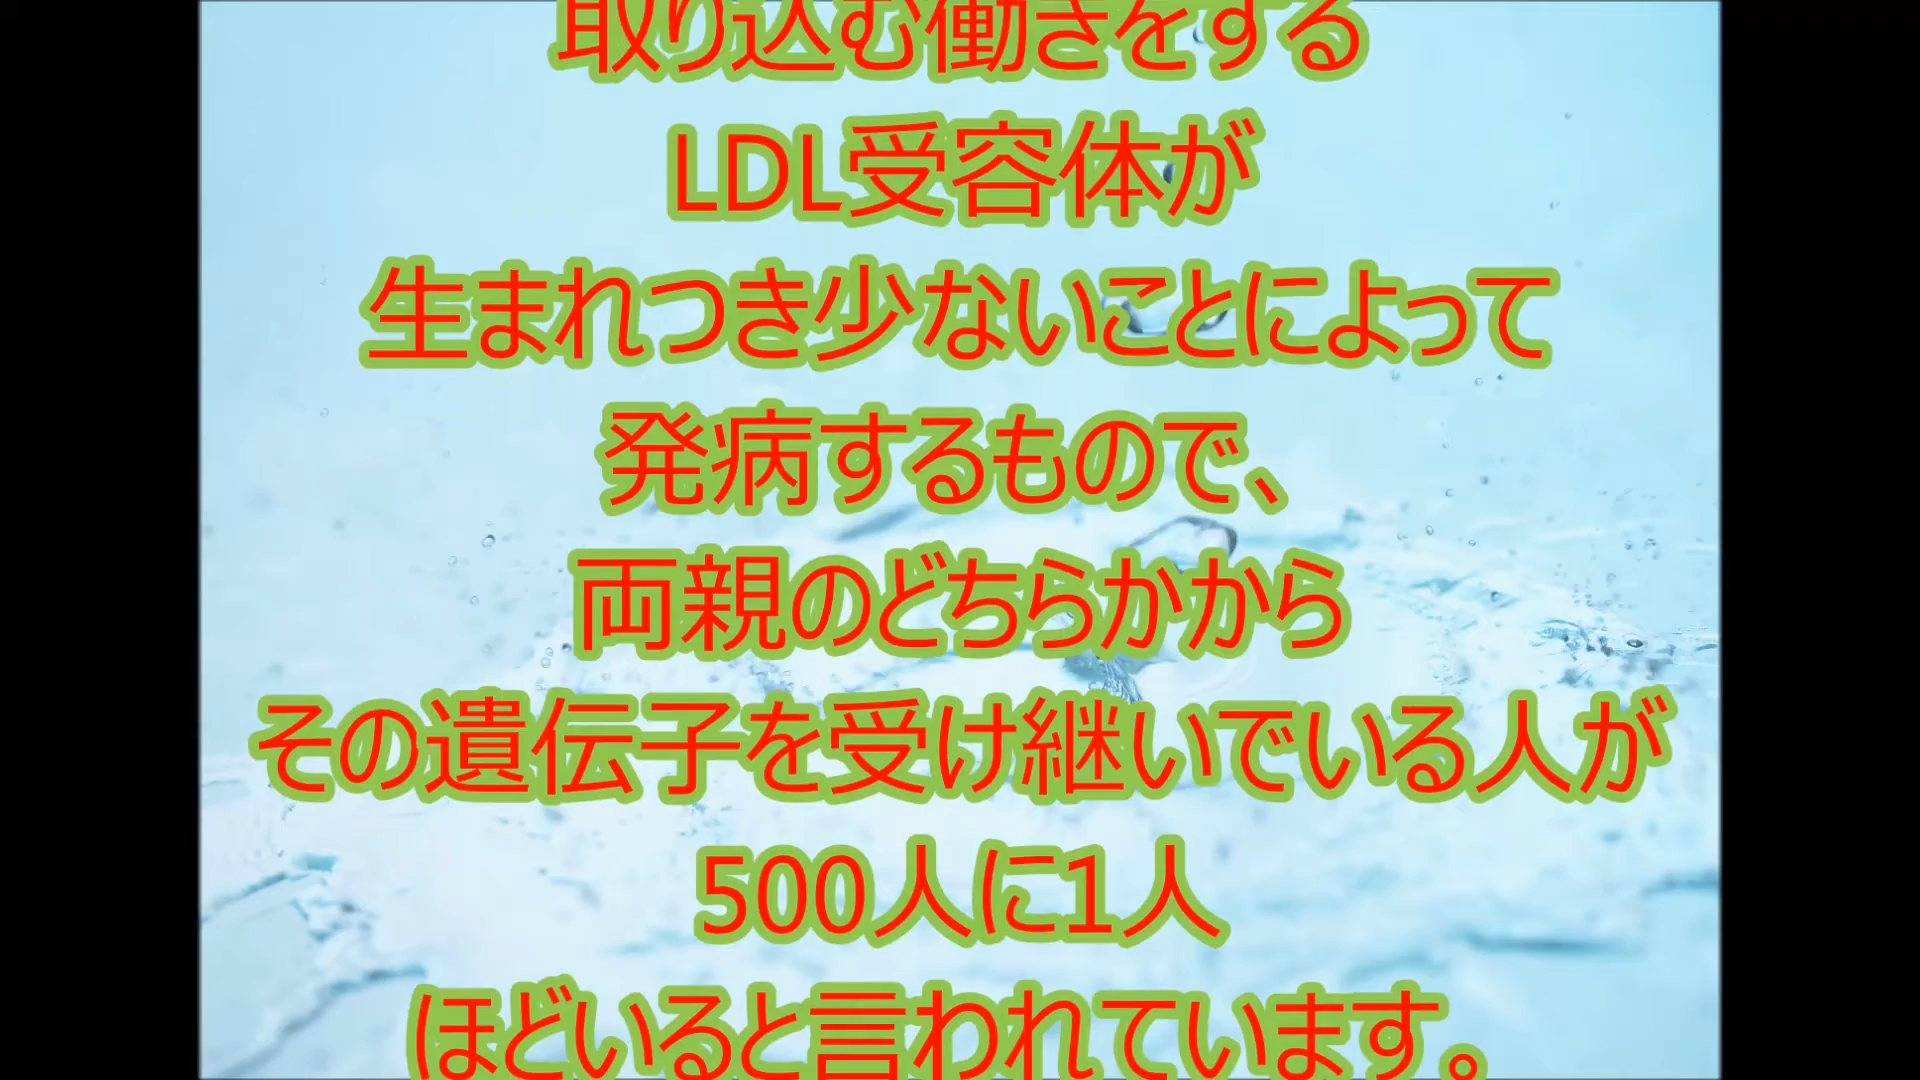 取り込む働きをする
LDL受容体が
生まれつき少ないことによって
発病するもので、
両親のどちらかから
その遺伝子を受け継いでいる人が
500人に1人
ほどいると言われています。